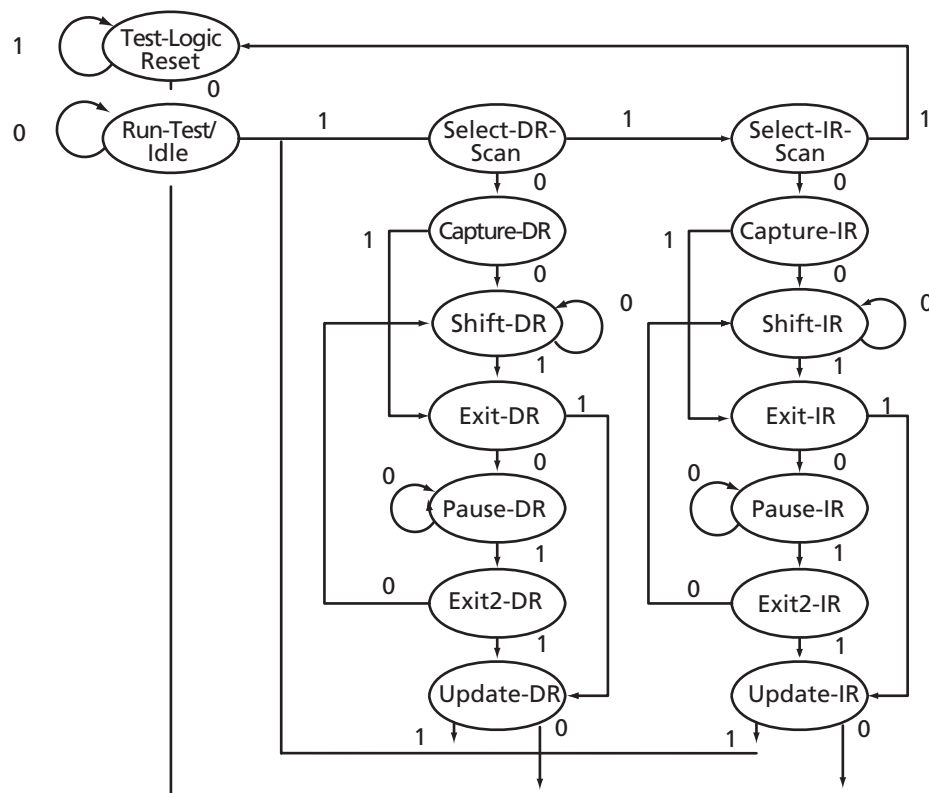 1
Test-Logic
Reset
0
0
Run-Test/
Idle
1
Select-DR-
Scan
1
Select-IR-
Scan
1
0
0
Capture-DR
Capture-IR
1
1
0
0
Shift-DR
0
Shift-IR
0
1
1
Exit-DR
1
Exit-IR
1
0
0
0
0
Pause-DR
Pause-IR
1
1
0
0
Exit2-DR
Exit2-IR
1
1
Update-DR
Update-IR
1
0
1
0